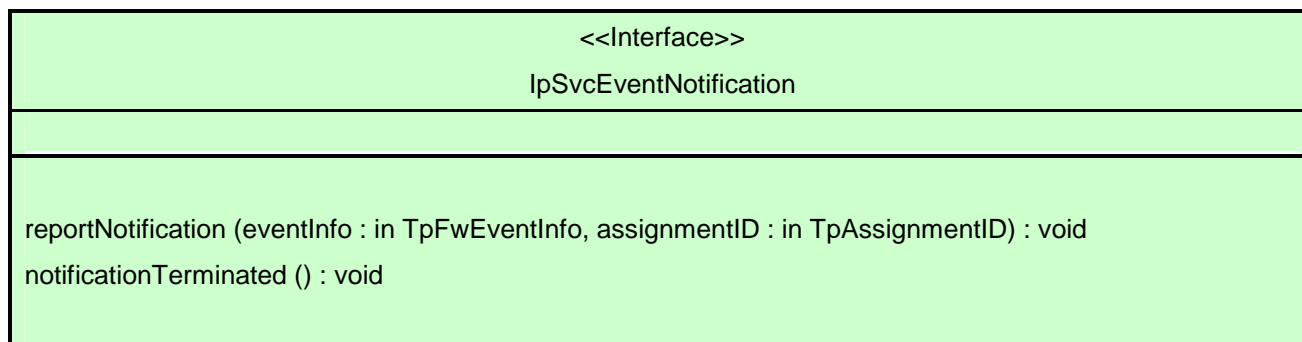 <<Interface>>
IpSvcEventNotification
reportNotification (eventInfo : in TpFwEventInfo, assignmentID : in TpAssignmentID) : void
notificationTerminated () : void